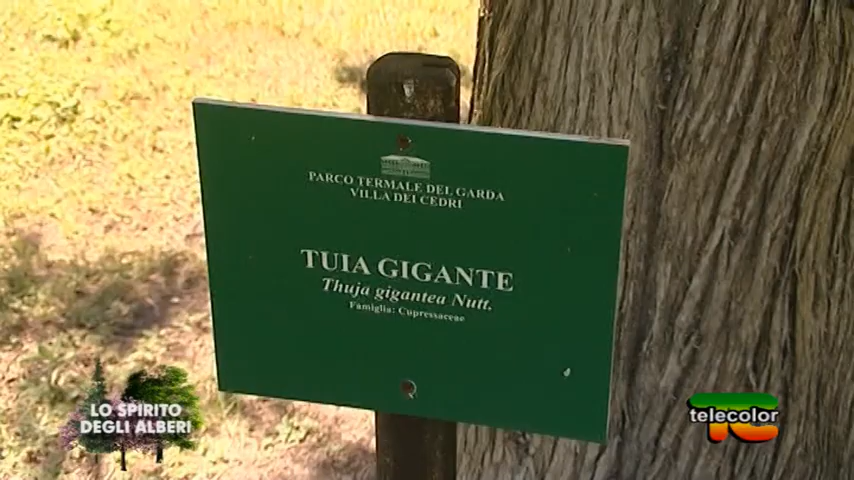 PARCO TERMALE DEL GARDA
VILLA DEI CEDRI
TUIA GIGANTE
Thuja gigantea Nutt.
Famiglia: Cupressaceae
LO SPIRITO
DEGLI ALBERI
telecolor
TC